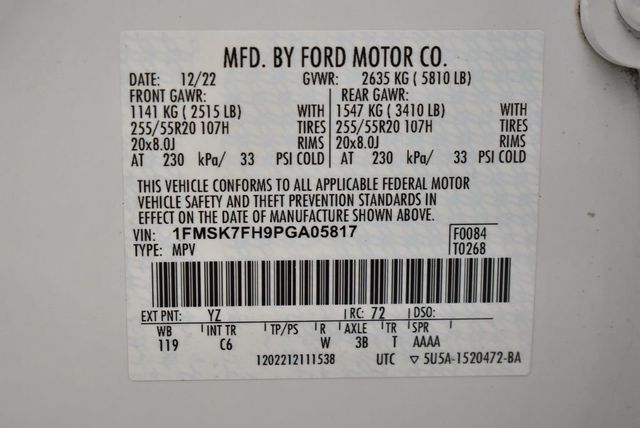 MFD. BY FORD MOTOR CO.
DATE: 12/22 GVWR: 2635 KG ( 5810 LB)
FRONT GAWR: REAR GAWR:
1141 KG ( 2515 LB) WITH 1547 KG ( 3410 LB) WITH
255/55R20 107H TIRES 255/55R20 107H TIRES
20x8.0J RIMS 20x8.0J RIMS
AT 230 kPa/ 33 PSI COLD AT 230 kPa/ 33 PSI COLD
THIS VEHICLE CONFORMS TO ALL APPLICABLE FEDERAL MOTOR
VEHICLE SAFETY AND THEFT PREVENTION STANDARDS IN
EFFECT ON THE DATE OF MANUFACTURE SHOWN ABOVE.
VIN: 1FMSK7FH9PGA05817 F0084
TYPE: MPV T0268
EXT PNT: YZ RC: 72 DSO:
WB INT TR TP/PS R AXLE TR SPR
119 C6 W 3B T AAAA
1202212111538 UTC ▽ 5U5A-1520472-BA